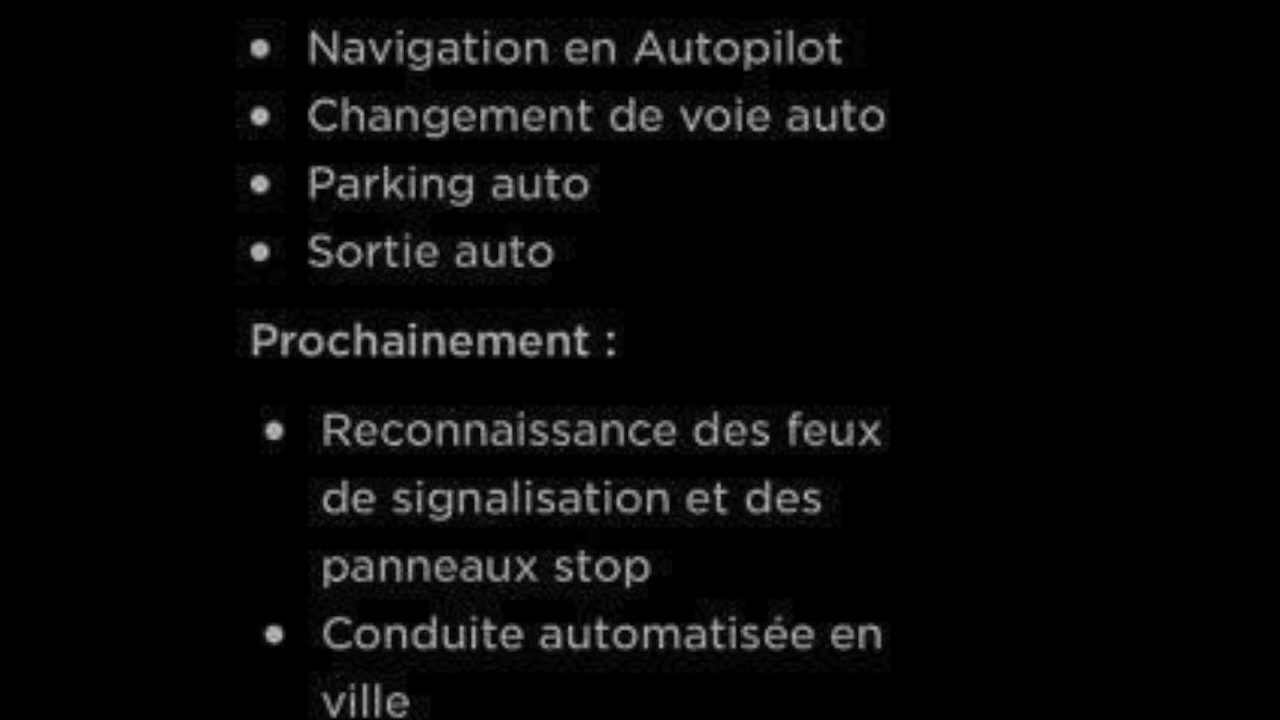 • Navigation en Autopilot
• Changement de voie auto
• Parking auto
• Sortie auto
Prochainement :
• Reconnaissance des feux
de signalisation et des
panneaux stop
• Conduite automatisée en
ville